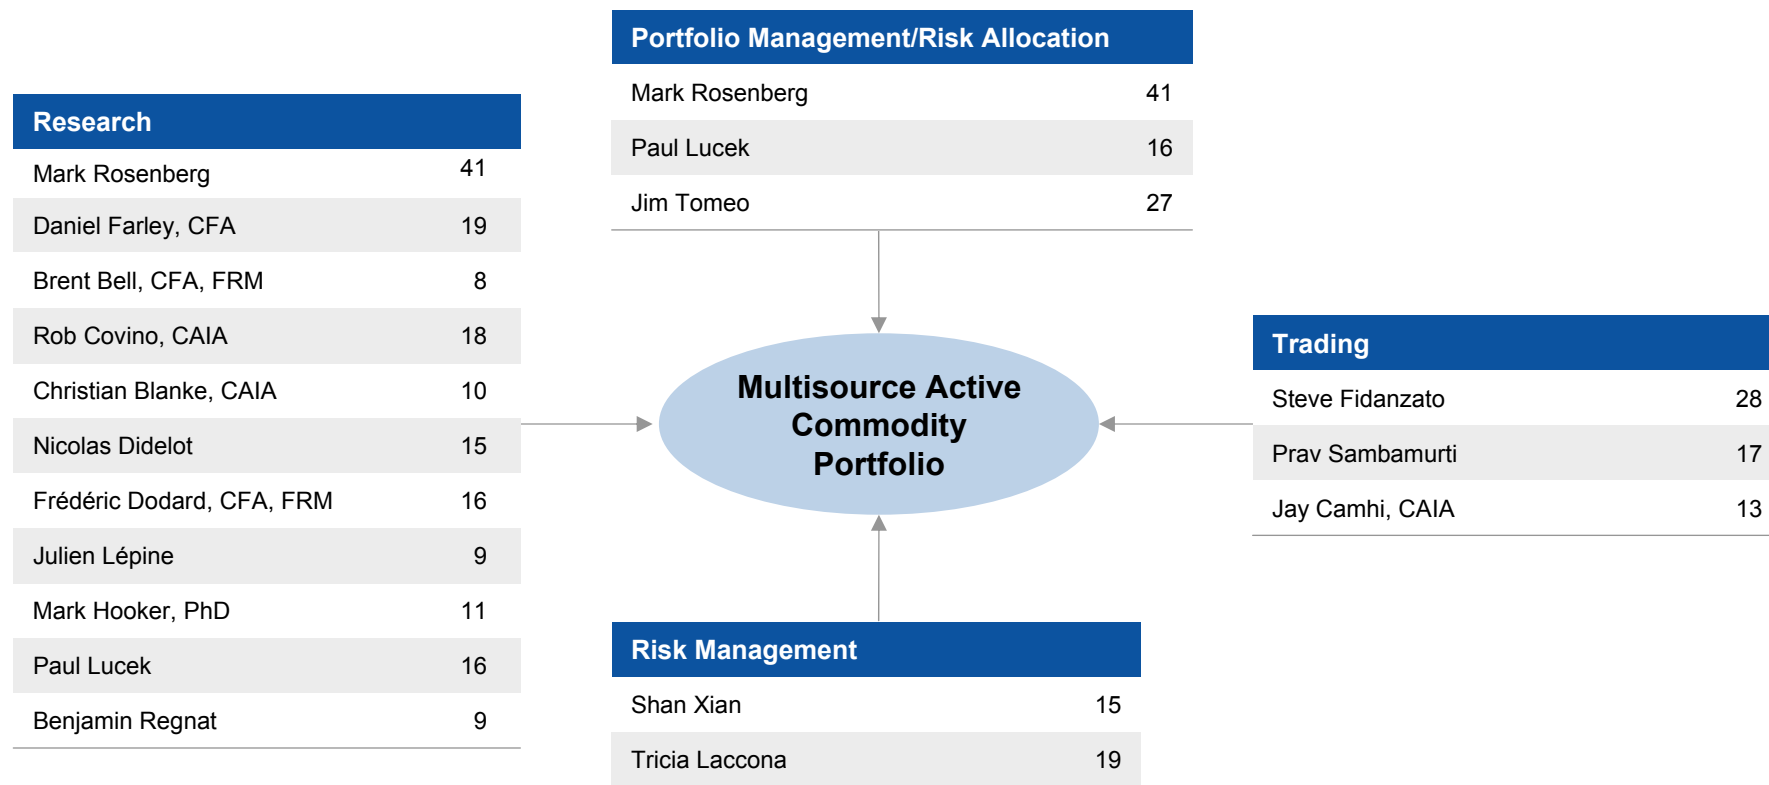 Portfolio Management/Risk Allocation
Mark Rosenberg 41
Paul Lucek 16
Jim Tomeo 27
Research
Mark Rosenberg 41
Daniel Farley, CFA 19
Brent Bell, CFA, FRM 8
Rob Covino, CAIA 18
Christian Blanke, CAIA 10
Nicolas Didelot 15
Frédéric Dodard, CFA, FRM 16
Julien Lépine 9
Mark Hooker, PhD 11
Paul Lucek 16
Benjamin Regnat 9
Multisource Active
Commodity
Portfolio
Trading
Steve Fidanzato 28
Prav Sambamurti 17
Jay Camhi, CAIA 13
Risk Management
Shan Xian 15
Tricia Laccona 19